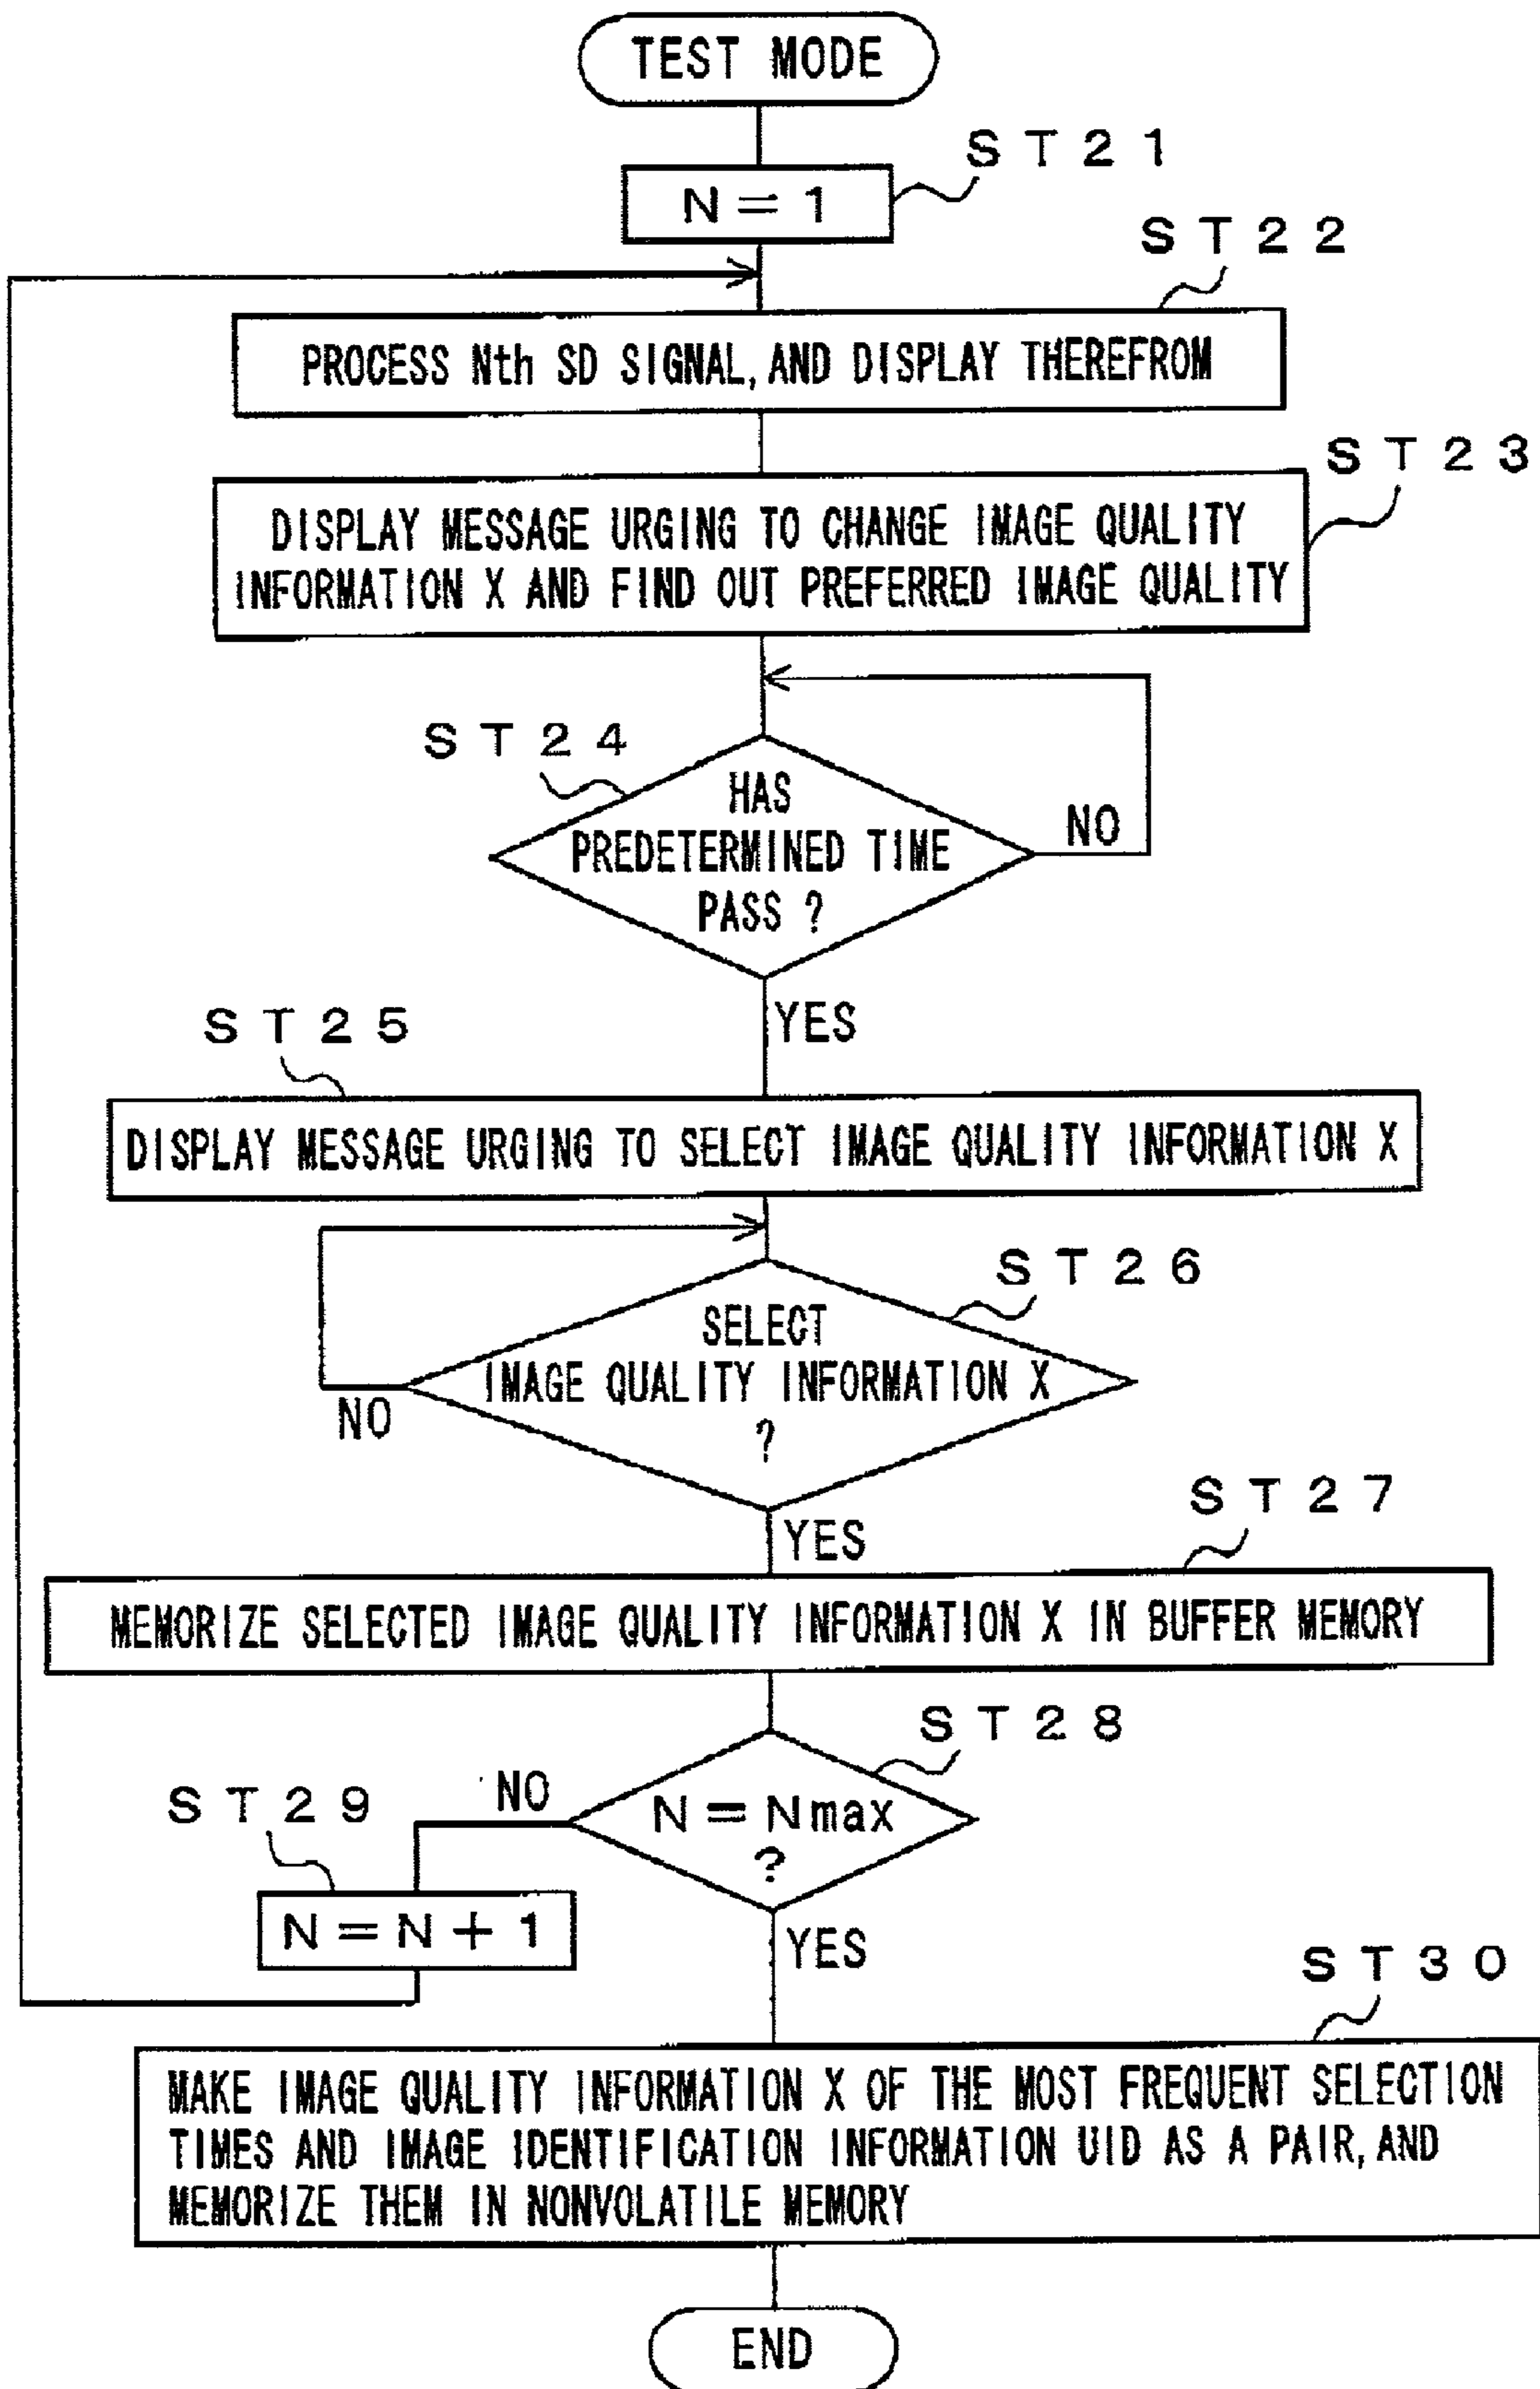 TEST MODE
ST21
N=1
ST22
PROCESS Nth SD SIGNAL, AND DISPLAY THEREFROM
ST23
DISPLAY MESSAGE URGING TO CHANGE IMAGE QUALITY
INFORMATION X AND FIND OUT PREFERRED IMAGE QUALITY
ST24
HAS
PREDETERMINED TIME
PASS ?
NO
YES
ST25
DISPLAY MESSAGE URGING TO SELECT IMAGE QUALITY INFORMATION X
ST26
SELECT
IMAGE QUALITY INFORMATION X
?
NO
YES
ST27
MEMORIZE SELECTED IMAGE QUALITY INFORMATION X IN BUFFER MEMORY
ST28
N=Nmax
?
NO
ST29
N=N+1
YES
ST30
MAKE IMAGE QUALITY INFORMATION X OF THE MOST FREQUENT SELECTION
TIMES AND IMAGE IDENTIFICATION INFORMATION UID AS A PAIR, AND
MEMORIZE THEM IN NONVOLATILE MEMORY
END